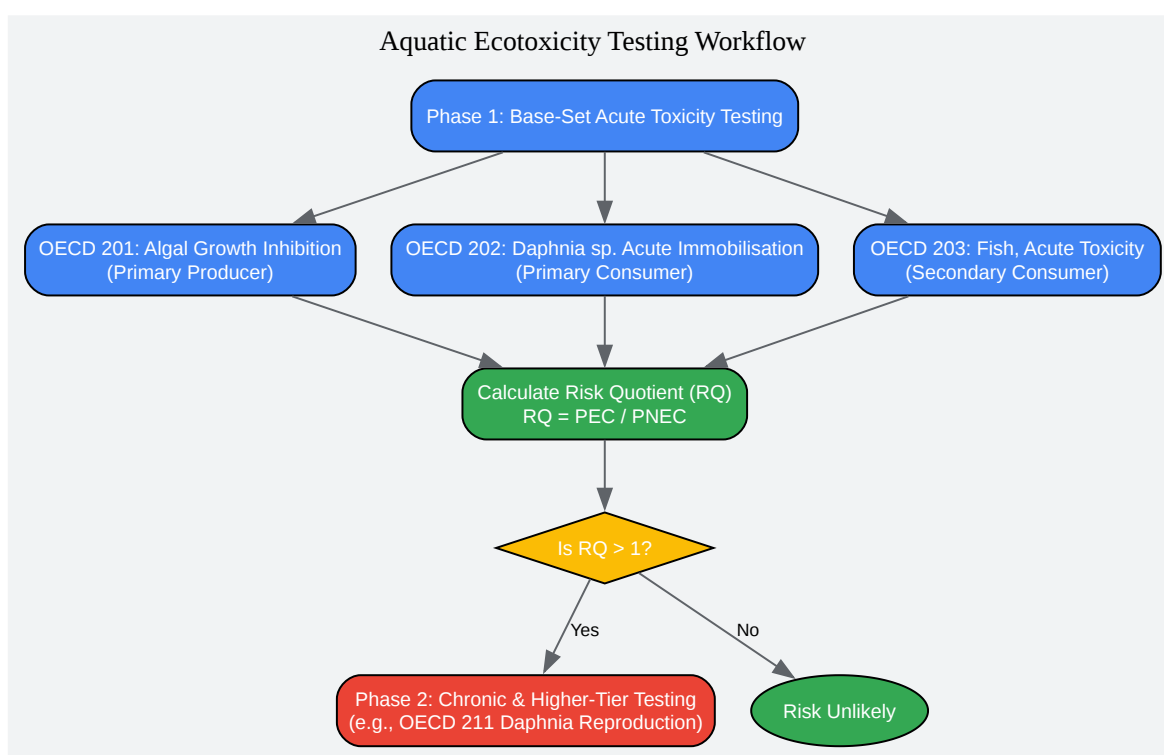 Aquatic Ecotoxicity Testing Workflow
Phase 1: Base-Set Acute Toxicity Testing
OECD 201: Algal Growth Inhibition
(Primary Producer)
OECD 202: Daphnia sp. Acute Immobilisation
(Primary Consumer)
OECD 203: Fish, Acute Toxicity
(Secondary Consumer)
Calculate Risk Quotient (RQ)
RQ = PEC / PNEC
Is RQ > 1?
Yes
No
Phase 2: Chronic & Higher-Tier Testing
(e.g., OECD 211 Daphnia Reproduction)
Risk Unlikely